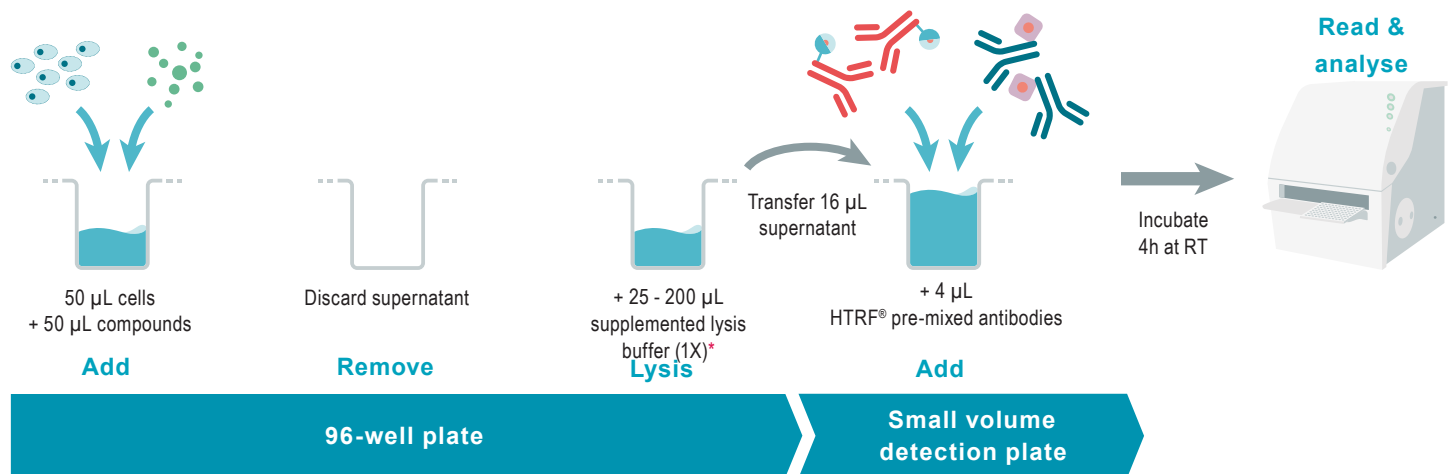 Read &
analyse
Transfer 16 µL
supernatant
Incubate
4h at RT
50 µL cells
+ 50 µL compounds
Discard supernatant
+ 25 - 200 µL
supplemented lysis
buffer (1X)*
+ 4 µL
HTRF® pre-mixed antibodies
Add
Remove
Lysis
Add
96-well plate
Small volume
detection plate